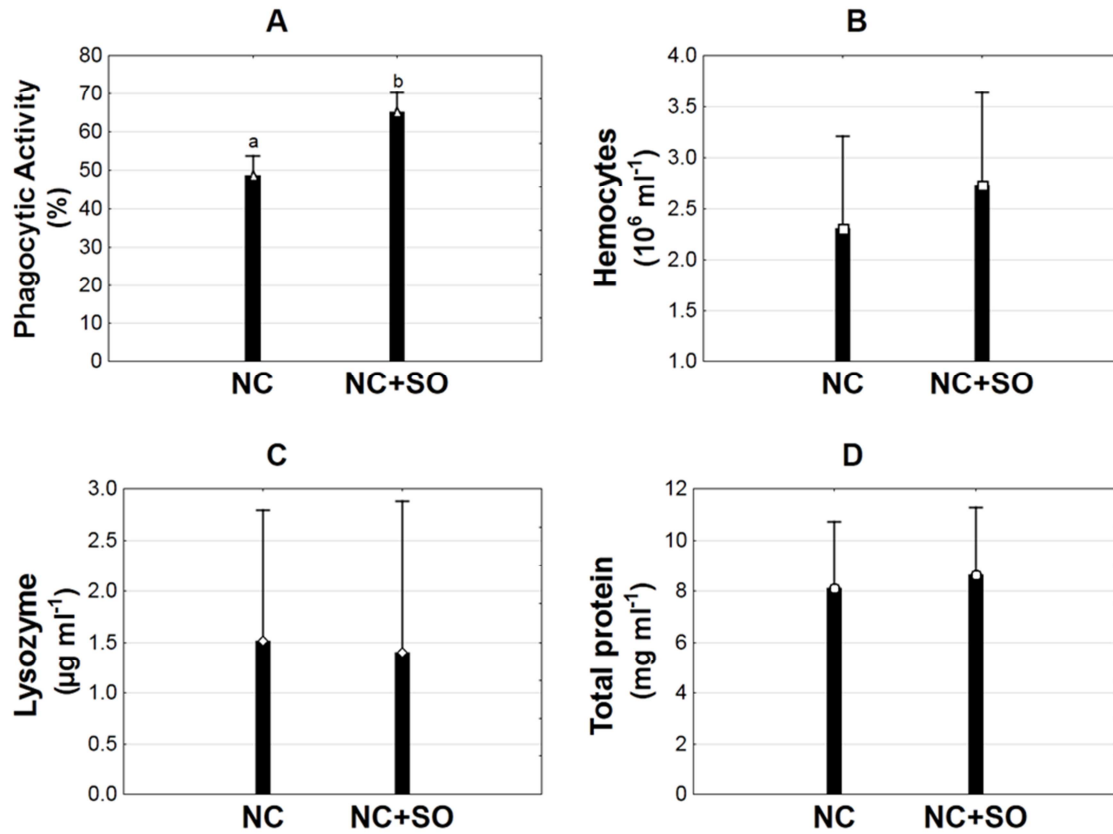 A
Phagocytic Activity
(%)
80
70
60
50
40
30
20
10
0
a
b
NC
NC+SO
B
Hemocytes
(10⁶ ml⁻¹)
4.0
3.5
3.0
2.5
2.0
1.5
1.0
NC
NC+SO
C
Lysozyme
(µg ml⁻¹)
3.0
2.5
2.0
1.5
1.0
0.5
0.0
NC
NC+SO
D
Total protein
(mg ml⁻¹)
12
10
8
6
4
2
0
NC
NC+SO